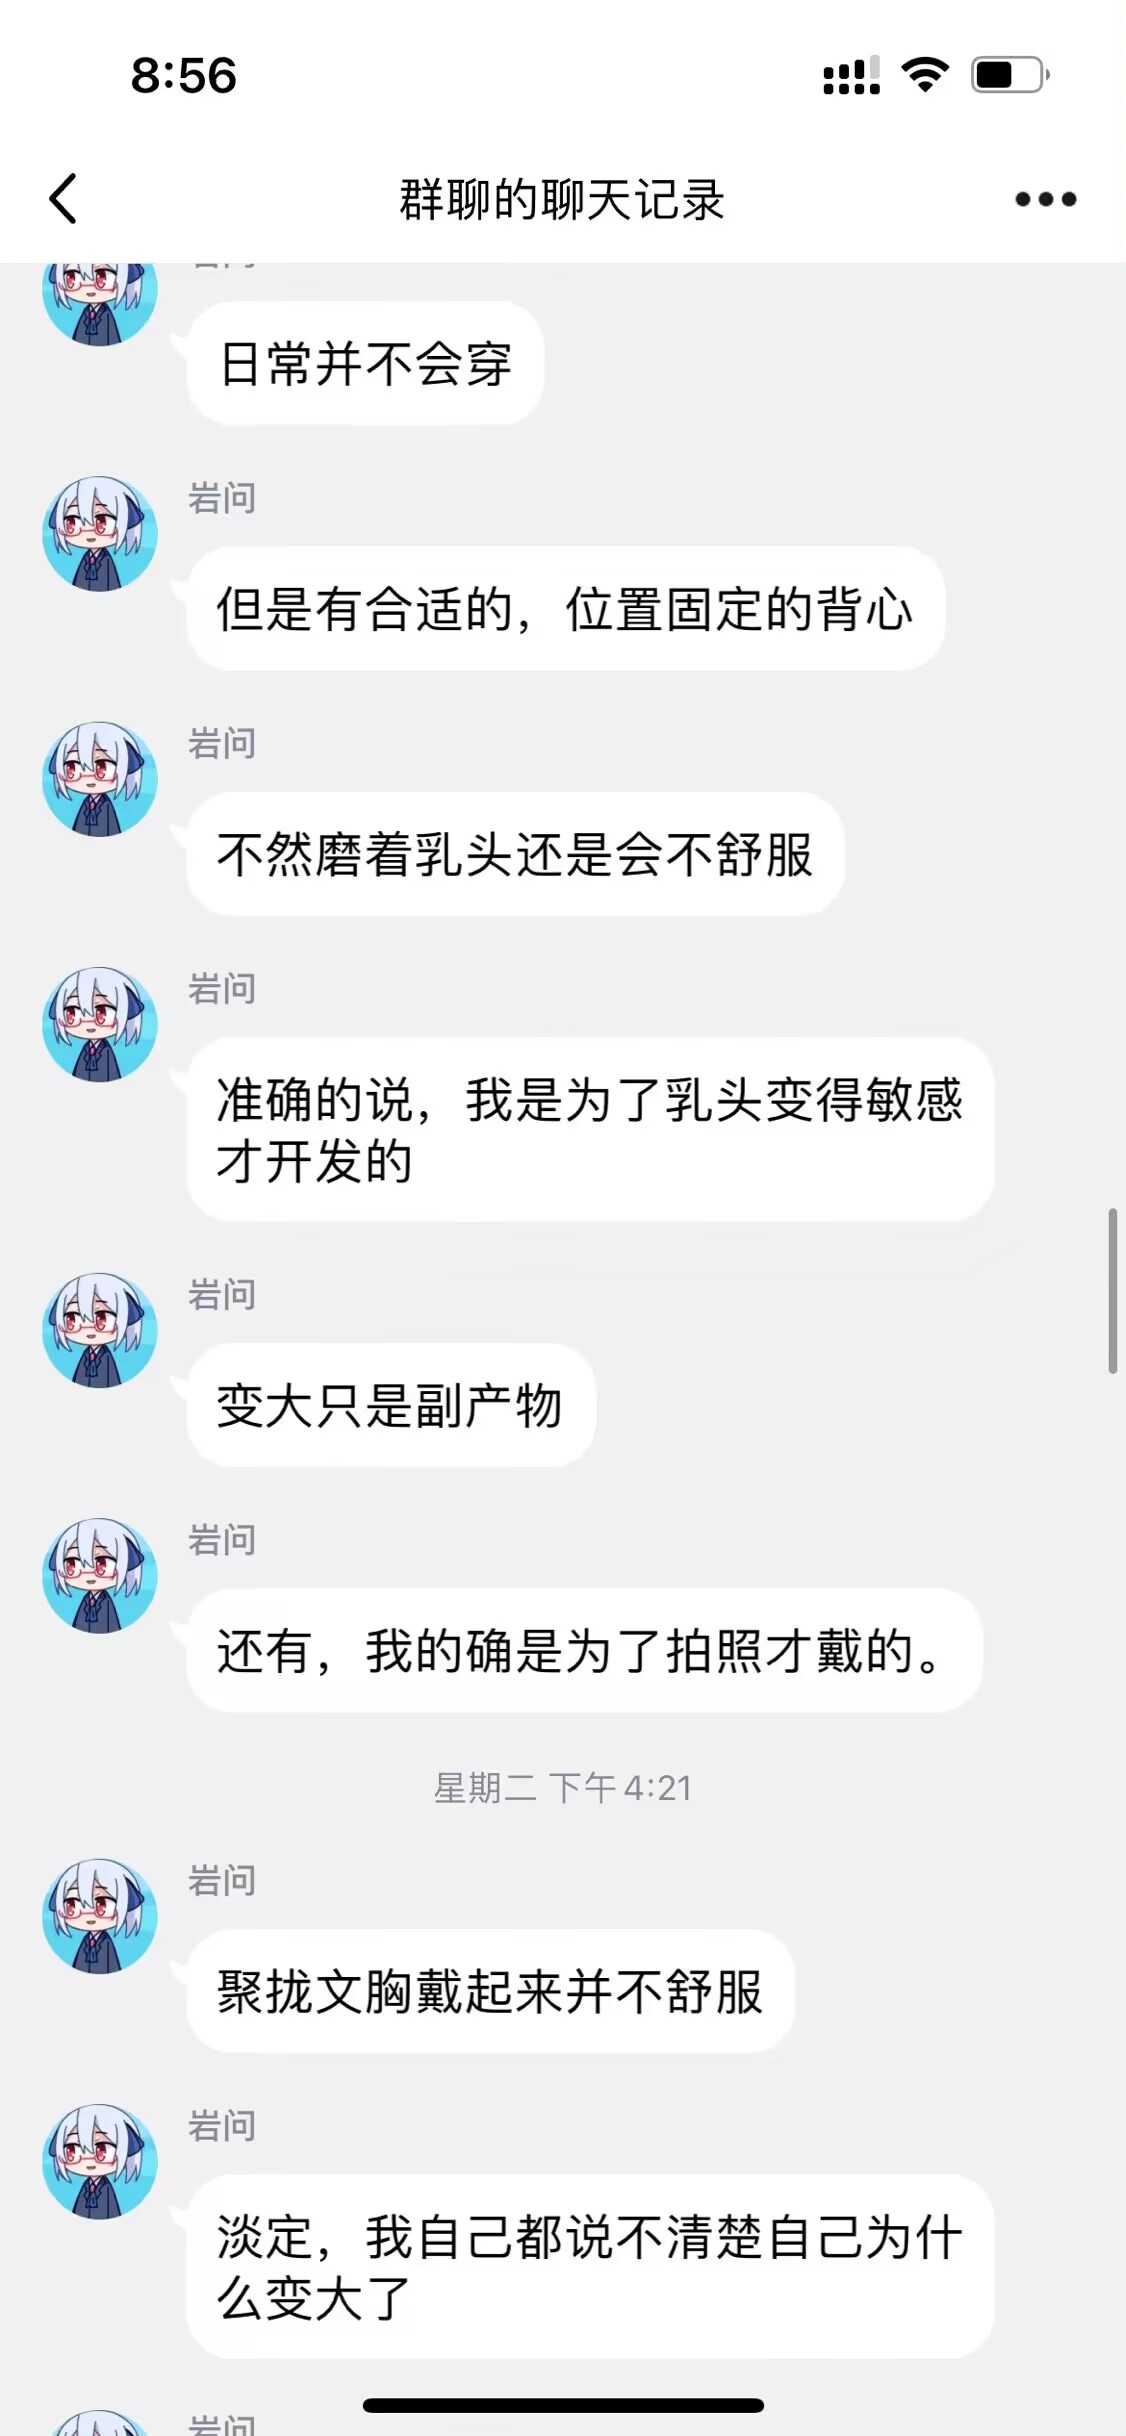 8:56
群聊的聊天记录
日常并不会穿
岩问
但是有合适的，位置固定的背心
岩问
不然磨着乳头还是会不舒服
岩问
准确的说，我是为了乳头变得敏感
才开发的
岩问
变大只是副产物
岩问
还有，我的确是为了拍照才戴的。
星期二 下午4:21
岩问
聚拢文胸戴起来并不舒服
岩问
淡定，我自己都说不清楚自己为什
么变大了
岩问